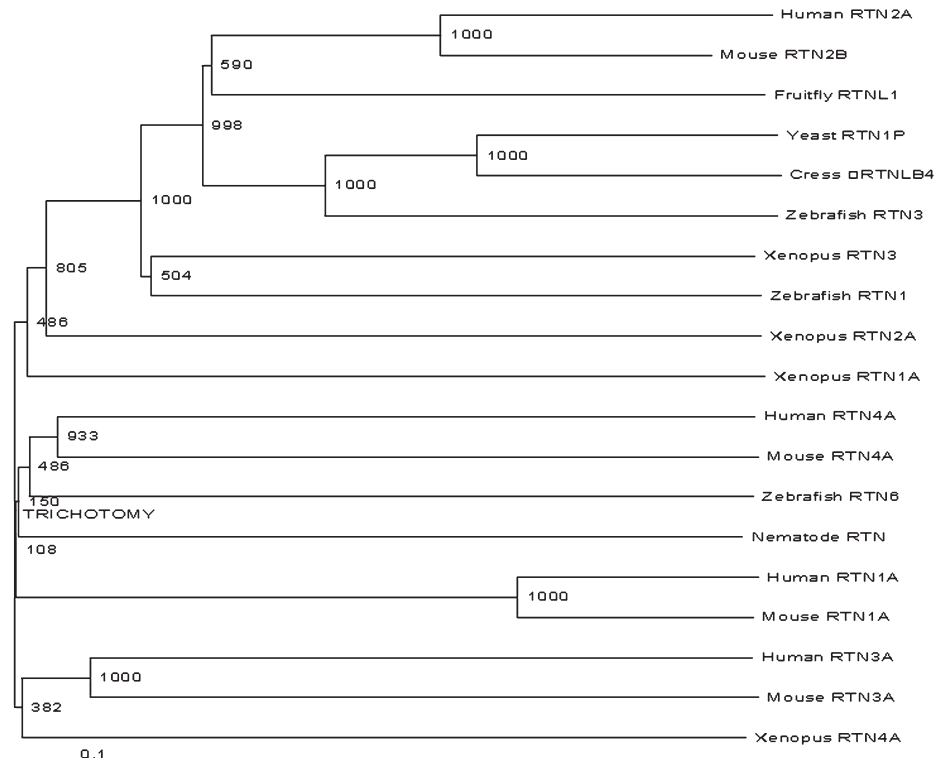 Human RTN2A
1000
Mouse RTN2B
590
Fruitfly RTNL1
998
Yeast RTN1P
1000
Cress □RTNLB4
1000
1000
Zebrafish RTN3
Xenopus RTN3
805
504
Zebrafish RTN1
486
Xenopus RTN2A
Xenopus RTN1A
Human RTN4A
933
Mouse RTN4A
486
Zebrafish RTN6
150
TRICHOTOMY
Nematode RTN
108
Human RTN1A
1000
Mouse RTN1A
Human RTN3A
1000
Mouse RTN3A
382
Xenopus RTN4A
0.1